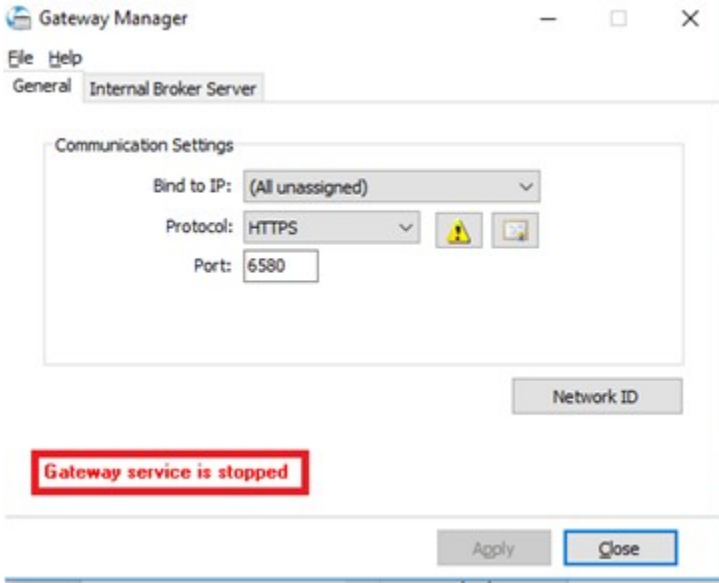 Gateway Manager
File Help
General Internal Broker Server
Communication Settings
Bind to IP: (All unassigned)
Protocol: HTTPS
Port: 6580
Network ID
Gateway service is stopped
Apply Close